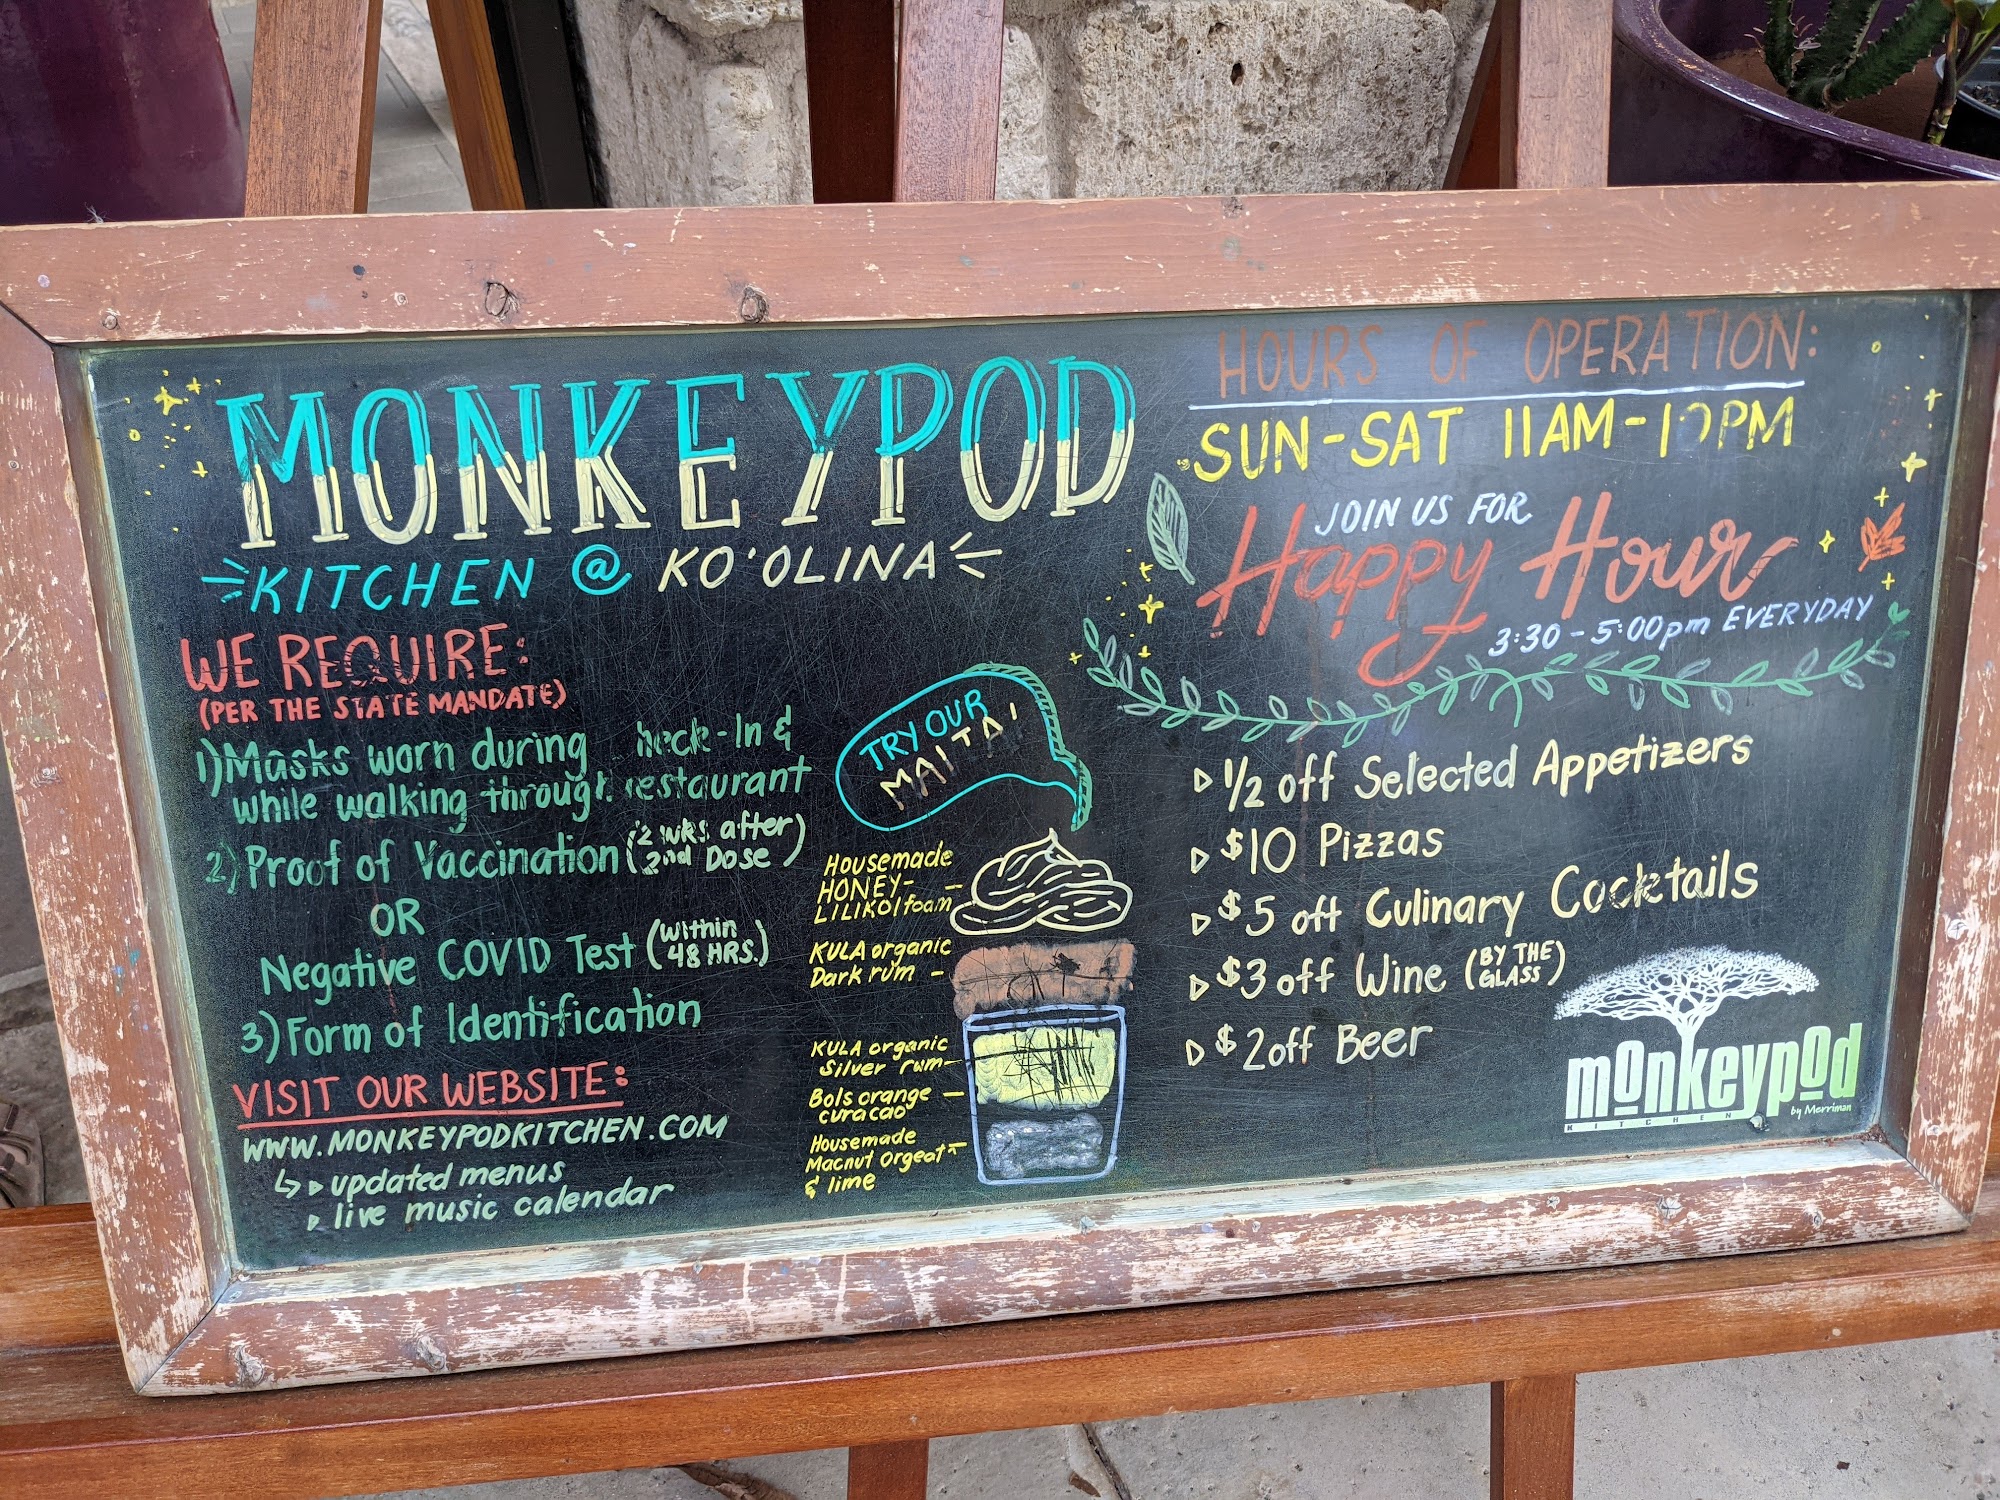 MONKEYPOD
KITCHEN @ KO'OLINA
WE REQUIRE:
(PER THE STATE MANDATE)
1) Masks worn during heck-In &
while walking through restaurant
2) Proof of Vaccination (2 wks after
2nd Dose)
OR
Negative COVID Test (within
48 HRS.)
3) Form of Identification
VISIT OUR WEBSITE:
WWW.MONKEYPODKITCHEN.COM
updated menus
live music calendar
TRY OUR
MAI TAI
HOUSEMADE
HONEY-
LILIKOI foam
KULA organic
Dark rum
KULA organic
Silver rum
Bols orange
curacao
Housemade
Macnut Orgeat
& lime
HOURS OF OPERATION:
SUN-SAT 11AM-10PM
JOIN US FOR
Happy Hour
3:30-5:00pm EVERYDAY
1/2 off Selected Appetizers
$10 Pizzas
$5 off Culinary Cocktails
$3 off Wine (BY THE
GLASS)
$2 off Beer
monkeypod
KITCHEN
by Merriman